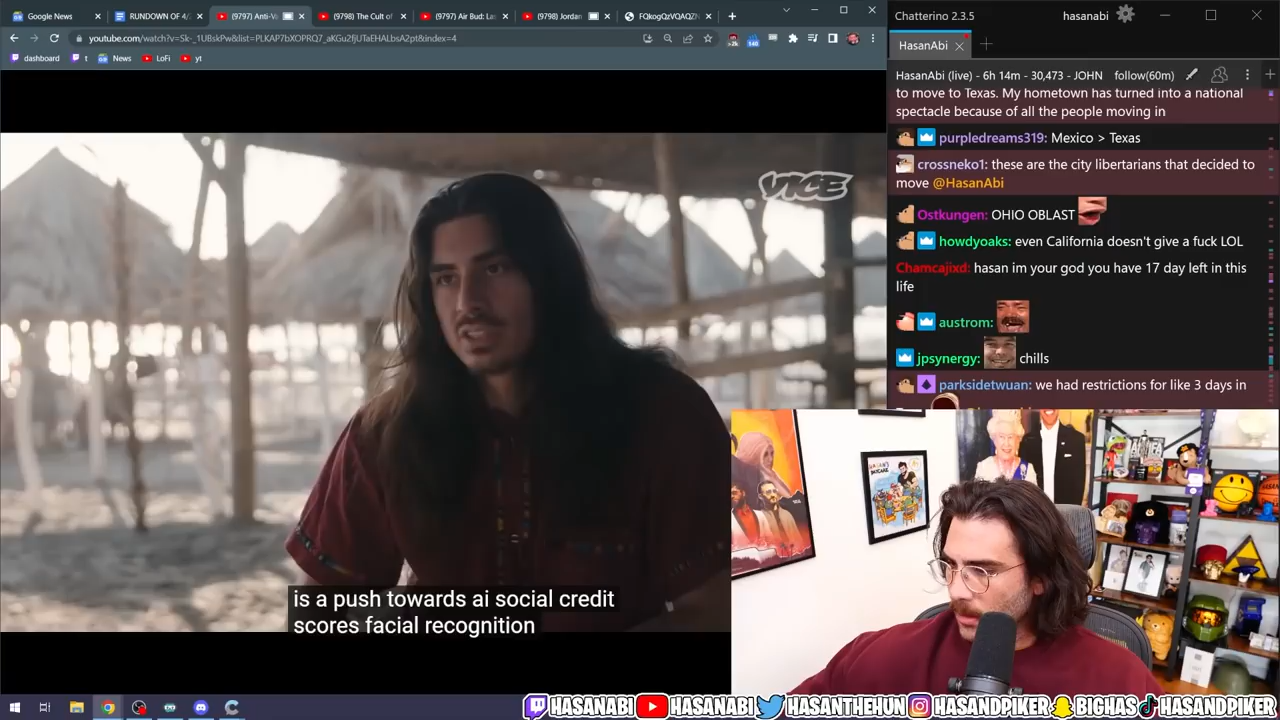 Google News
RUNDOWN OF 4/
(9797) Anti-V
(9798) The Cult of
(9797) Air Bud: La
(9798) Jordan
FQkogQzVQAQZ
Chatterino 2.3.5
hasanabi
HasanAbi
youtube.com/watch?v=Sk-_1UBskPw&list=PLKAP7bXOPRQ7_aKGu2fjUTaEHALbsA2pt&index=4
dashboard
t
News
LoFi
yt
HasanAbi (live) - 6h 14m - 30,473 - JOHN
follow(60m)
to move to Texas. My hometown has turned into a national
spectacle because of all the people moving in
purpledreams319: Mexico > Texas
crossneko1: these are the city libertarians that decided to
move @HasanAbi
Ostkungen: OHIO OBLAST
howdyoaks: even California doesn't give a fuck LOL
Chamcajixd: hasan im your god you have 17 day left in this
life
austrom:
jpsynergy: chills
parksidetwuan: we had restrictions for like 3 days in
VICE
is a push towards ai social credit
scores facial recognition
HASANABI HASANABI HASANTHEHUN HASANDPIKER BIGHAS HASANDPIKER